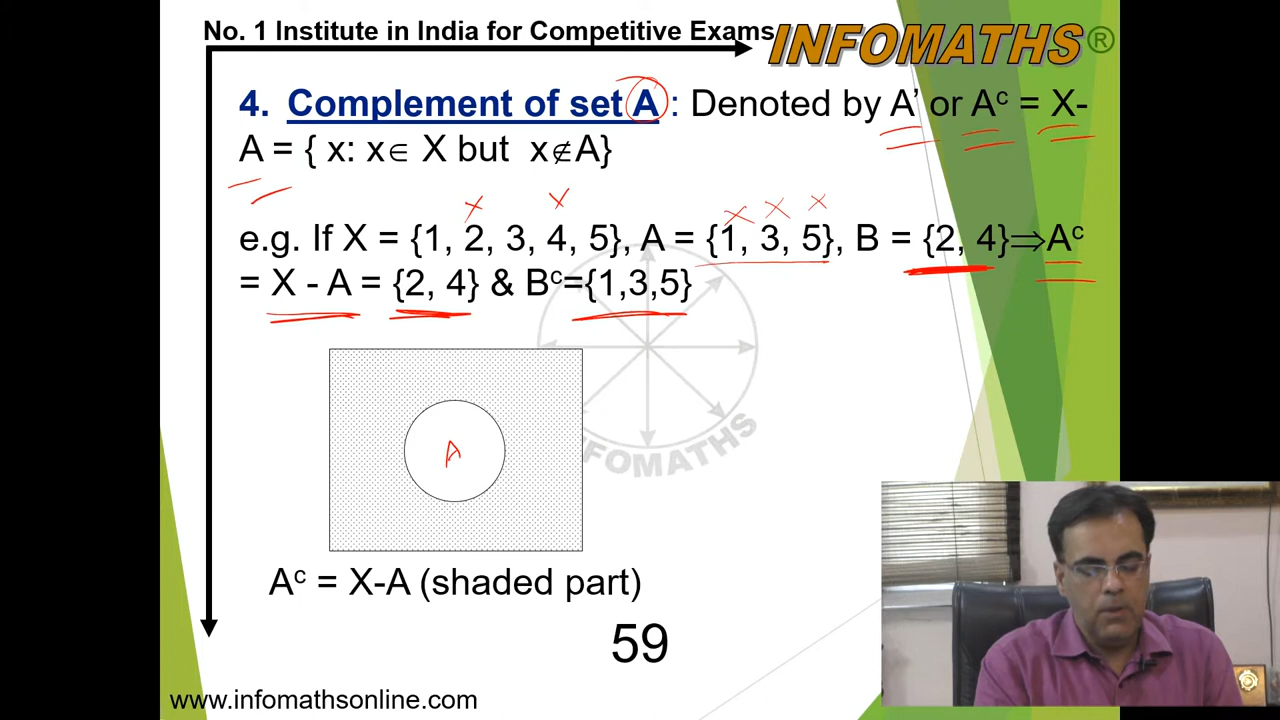 No. 1 Institute in India for Competitive Exams
INFOMATHS®
4. Complement of set A : Denoted by A’ or Aᶜ = X-
A = { x: x∈ X but x∉A}
x x x x x
e.g. If X = {1, 2, 3, 4, 5}, A = {1, 3, 5}, B = {2, 4}⇒Aᶜ
= X - A = {2, 4} & Bᶜ={1,3,5}
A
INFOMATHS
Aᶜ = X-A (shaded part)
59
www.infomathsonline.com